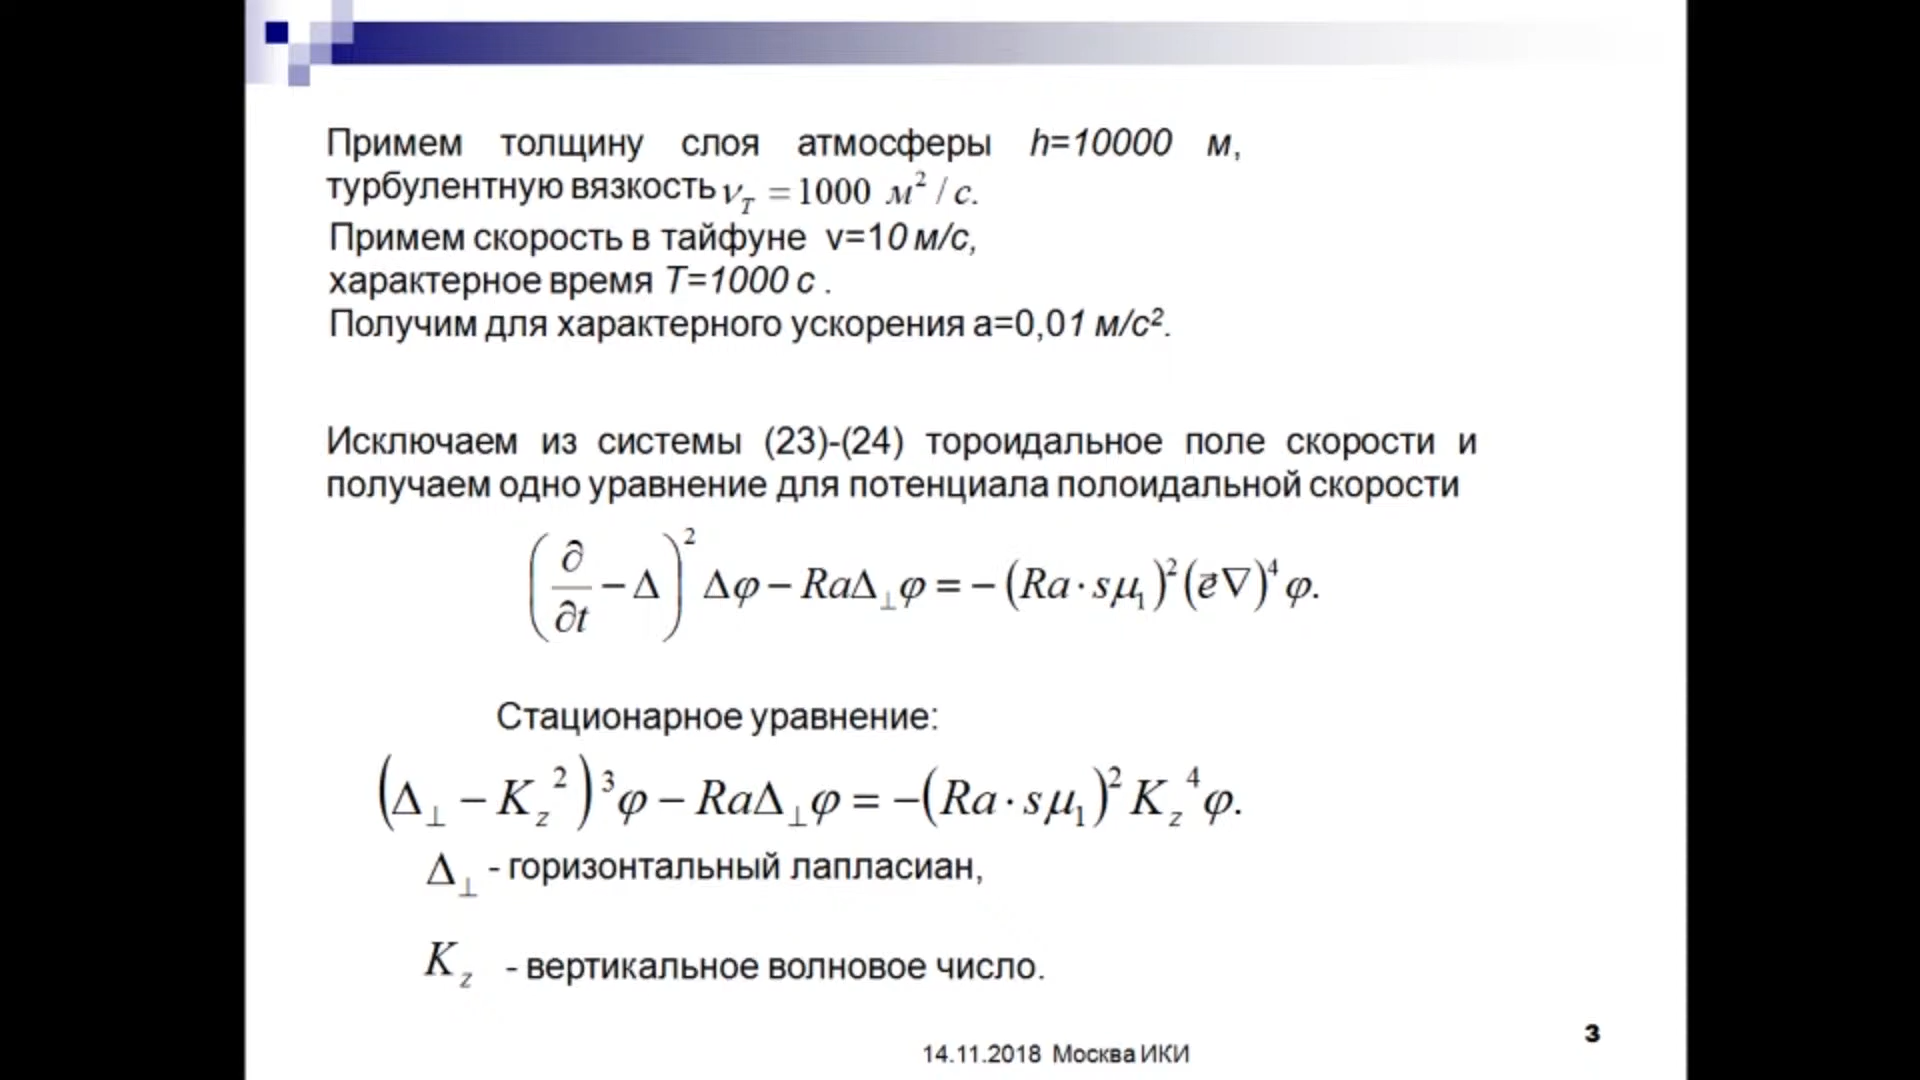 Примем толщину слоя атмосферы h=10000 м,
турбулентную вязкость ν_T = 1000 м² / с.
Примем скорость в тайфуне v=10 м/с,
характерное время T=1000 с .
Получим для характерного ускорения a=0,01 м/с².
Исключаем из системы (23)-(24) тороидальное поле скорости и
получаем одно уравнение для потенциала полоидальной скорости
(∂/∂t − Δ)² Δφ − RaΔ_⊥φ = −(Ra · sμ₁)² (e⃗∇)⁴ φ.
Стационарное уравнение:
(Δ_⊥ − K_z²)³ φ − RaΔ_⊥φ = −(Ra · sμ₁)² K_z⁴ φ.
Δ_⊥ - горизонтальный лапласиан,
K_z - вертикальное волновое число.
3
14.11.2018 Москва ИКИ